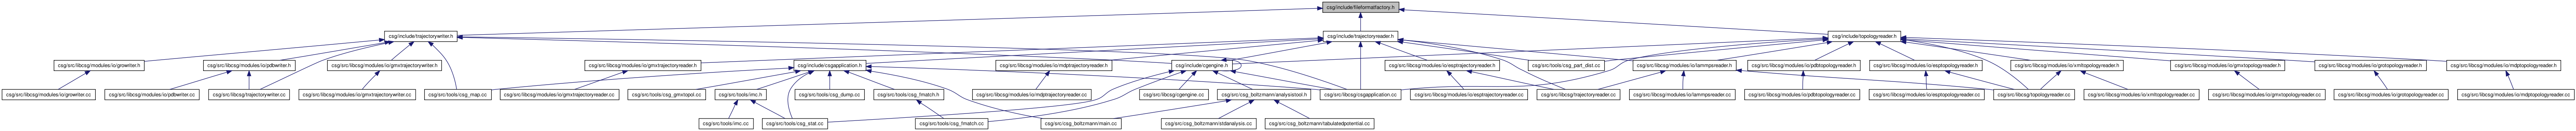 csg/include/fileformatfactory.h
csg/include/trajectorywriter.h
csg/include/trajectoryreader.h
csg/include/topologyreader.h
csg/src/libcsg/modules/io/growriter.h
csg/src/libcsg/modules/io/pdbwriter.h
csg/src/libcsg/modules/io/gmxtrajectorywriter.h
csg/src/libcsg/modules/io/gmxtrajectoryreader.h
csg/include/csgapplication.h
csg/src/libcsg/modules/io/mdptrajectoryreader.h
csg/include/cgengine.h
csg/src/libcsg/modules/io/esptrajectoryreader.h
csg/src/tools/csg_part_dist.cc
csg/src/libcsg/modules/io/lammpsreader.h
csg/src/libcsg/modules/io/pdbtopologyreader.h
csg/src/libcsg/modules/io/esptopologyreader.h
csg/src/libcsg/modules/io/xmltopologyreader.h
csg/src/libcsg/modules/io/gmxtopologyreader.h
csg/src/libcsg/modules/io/grotopologyreader.h
csg/src/libcsg/modules/io/mdptopologyreader.h
csg/src/libcsg/modules/io/growriter.cc
csg/src/libcsg/modules/io/pdbwriter.cc
csg/src/libcsg/trajectorywriter.cc
csg/src/libcsg/modules/io/gmxtrajectorywriter.cc
csg/src/tools/csg_map.cc
csg/src/libcsg/modules/io/gmxtrajectoryreader.cc
csg/src/tools/csg_gmxtopol.cc
csg/src/tools/imc.h
csg/src/tools/csg_dump.cc
csg/src/tools/csg_fmatch.h
csg/src/libcsg/modules/io/mdptrajectoryreader.cc
csg/src/libcsg/cgengine.cc
csg/src/csg_boltzmann/analysistool.h
csg/src/libcsg/csgapplication.cc
csg/src/libcsg/modules/io/esptrajectoryreader.cc
csg/src/libcsg/trajectoryreader.cc
csg/src/libcsg/modules/io/lammpsreader.cc
csg/src/libcsg/modules/io/pdbtopologyreader.cc
csg/src/libcsg/modules/io/esptopologyreader.cc
csg/src/libcsg/topologyreader.cc
csg/src/libcsg/modules/io/xmltopologyreader.cc
csg/src/libcsg/modules/io/gmxtopologyreader.cc
csg/src/libcsg/modules/io/grotopologyreader.cc
csg/src/libcsg/modules/io/mdptopologyreader.cc
csg/src/tools/imc.cc
csg/src/tools/csg_stat.cc
csg/src/tools/csg_fmatch.cc
csg/src/csg_boltzmann/main.cc
csg/src/csg_boltzmann/stdanalysis.cc
csg/src/csg_boltzmann/tabulatedpotential.cc